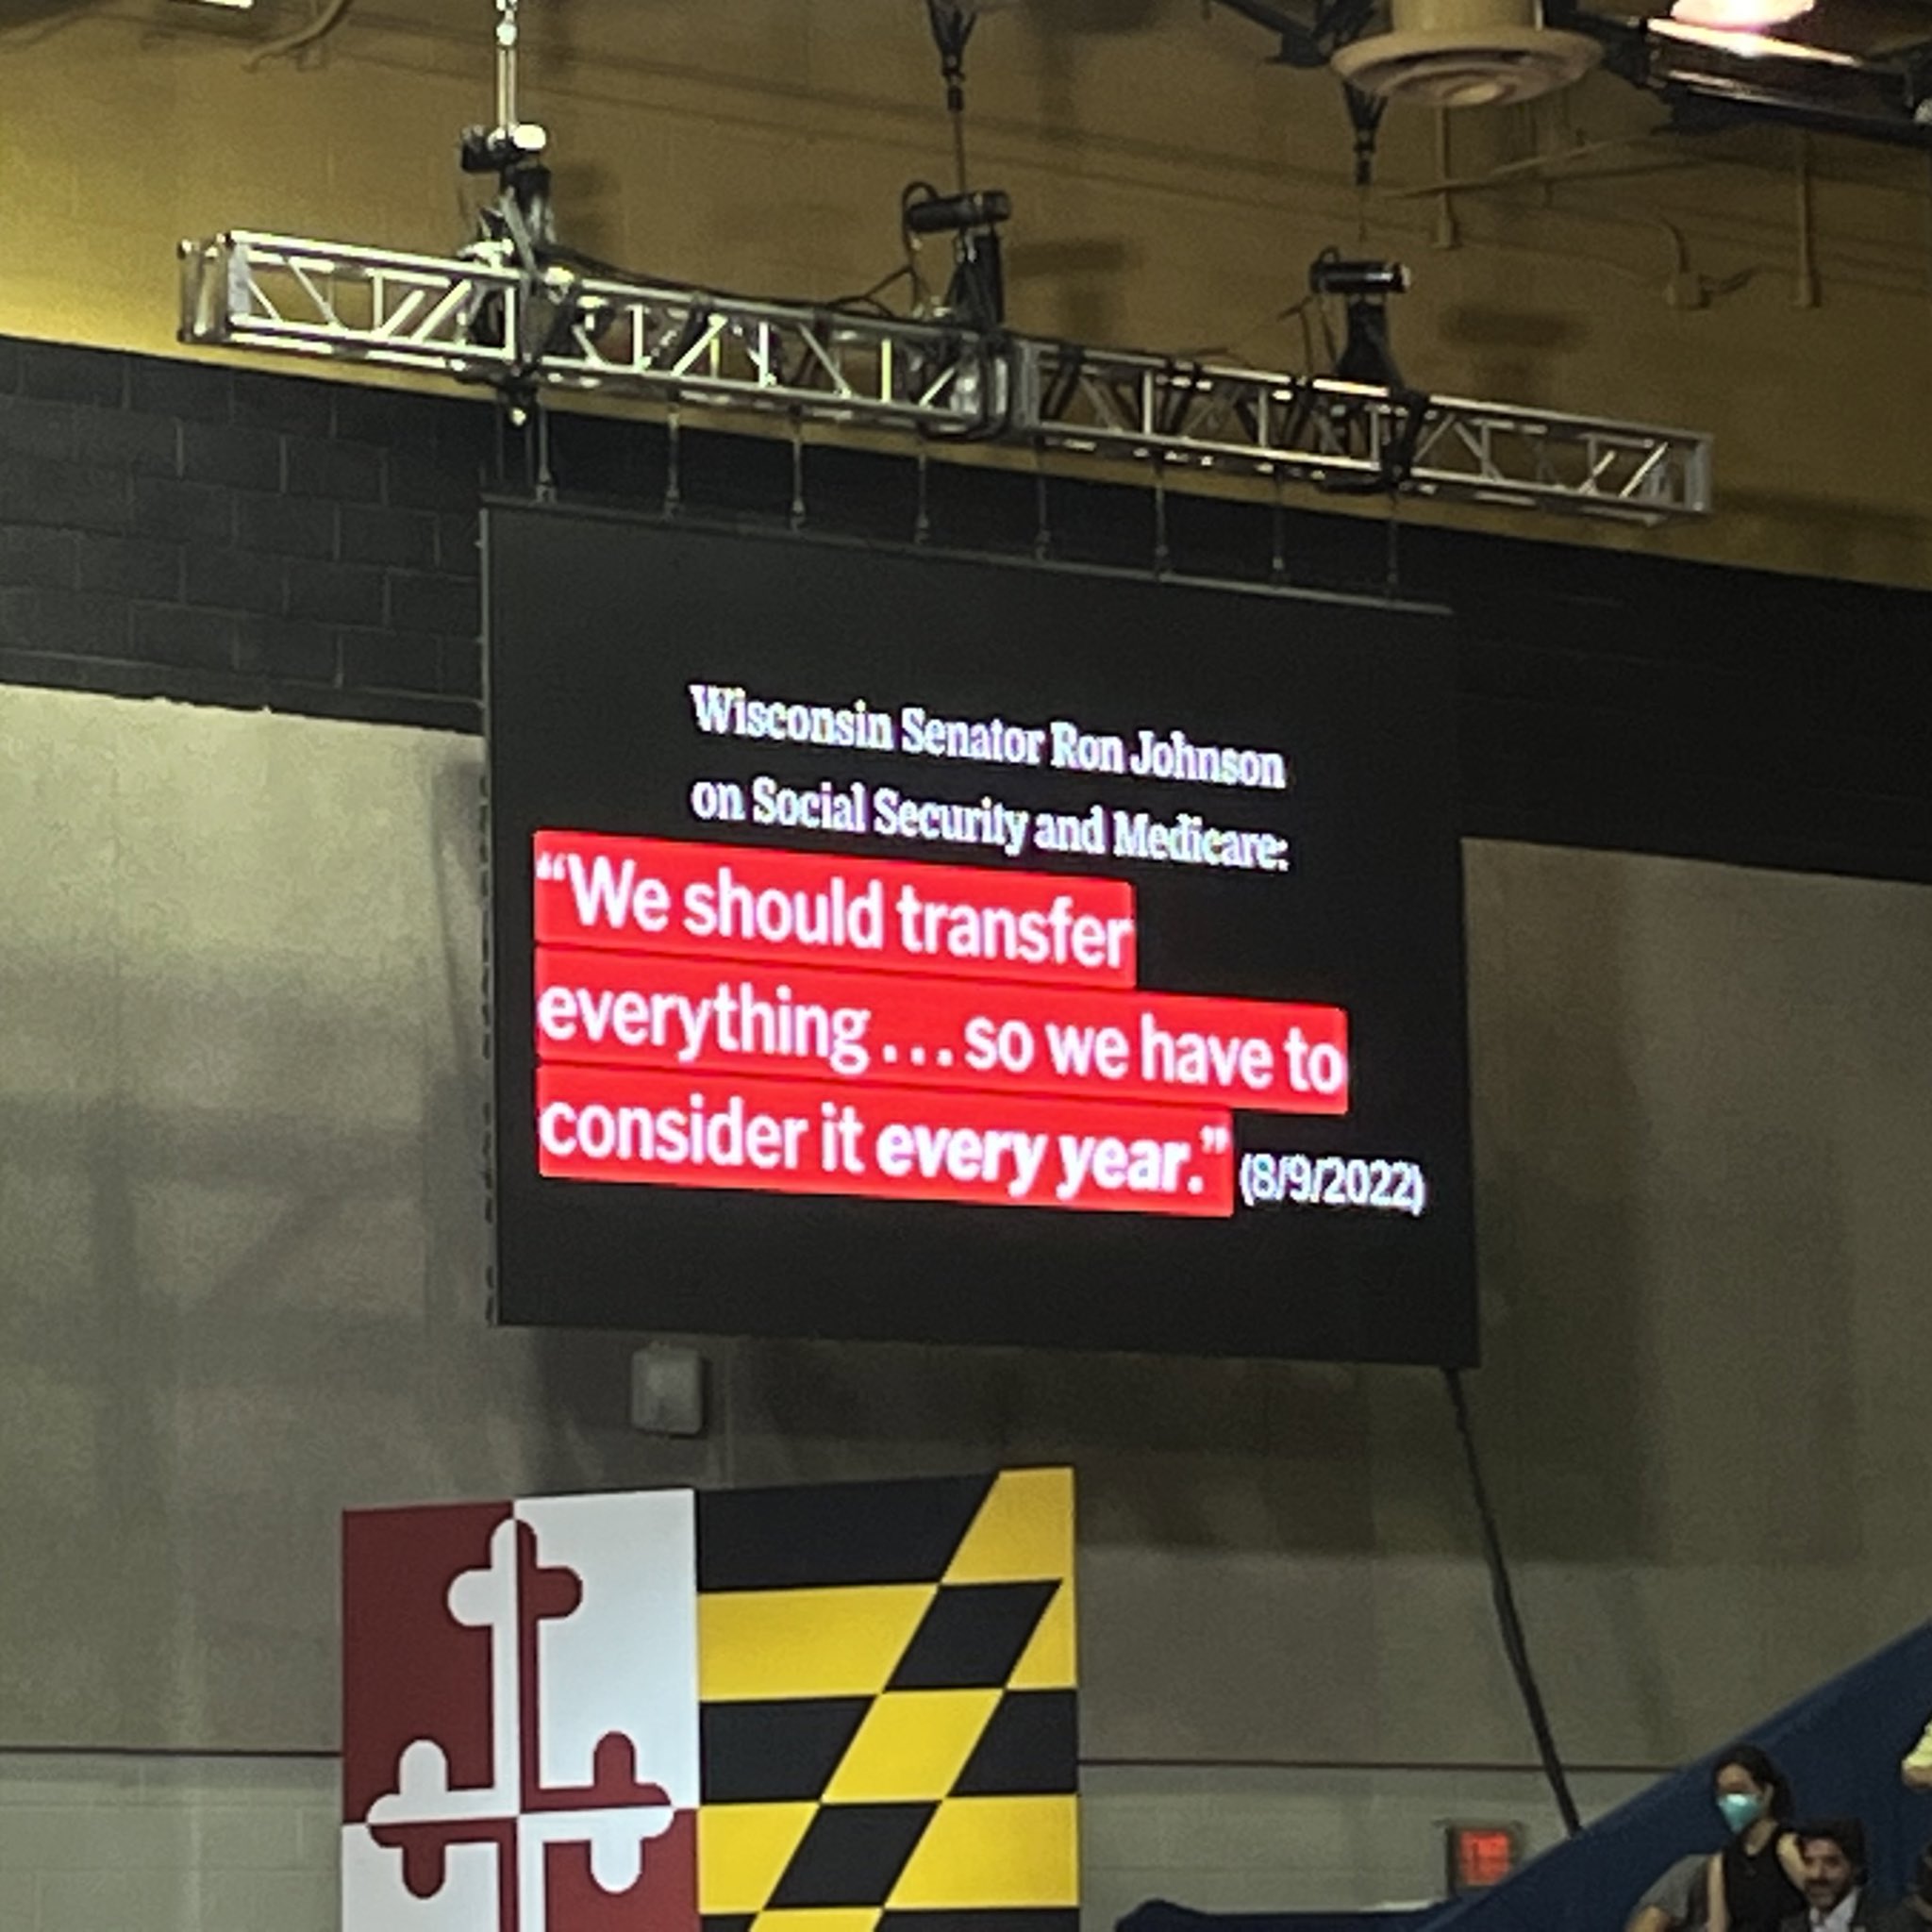 Wisconsin Senator Ron Johnson
on Social Security and Medicare:
“We should transfer
everything . . . so we have to
consider it every year.” (8/9/2022)